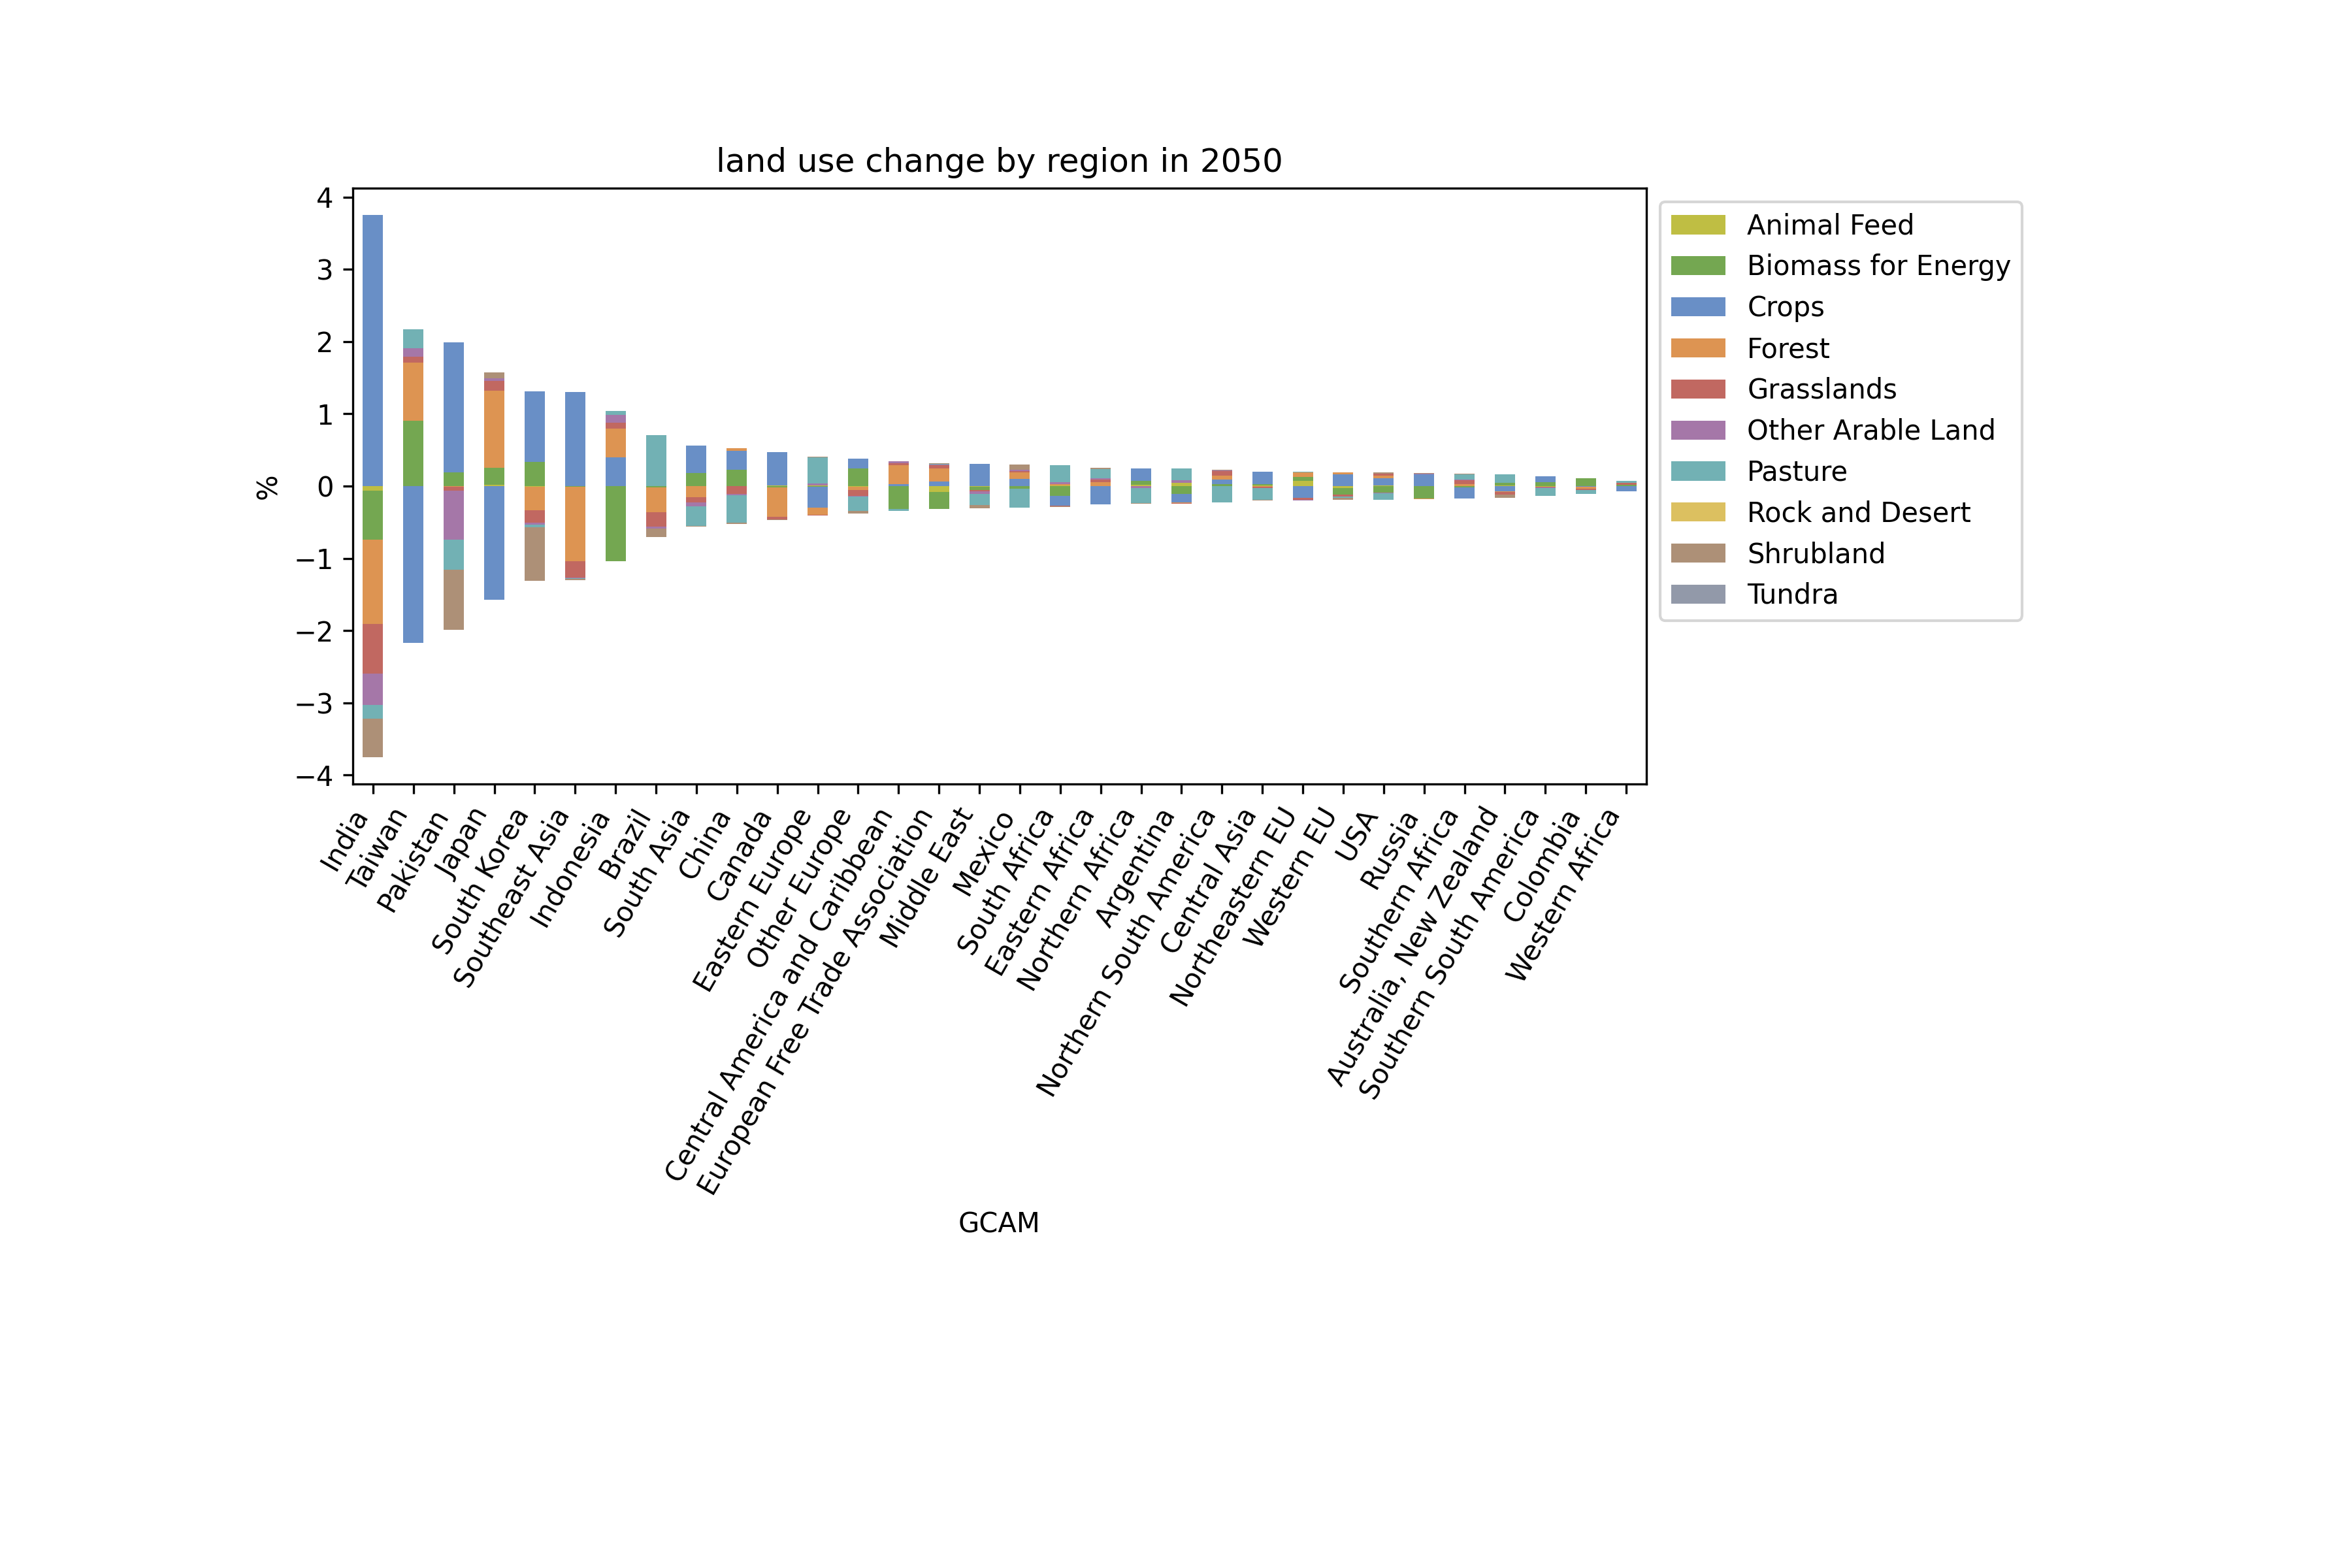 land use change by region in 2050
%
4
3
2
1
0
−1
−2
−3
−4
Animal Feed
Biomass for Energy
Crops
Forest
Grasslands
Other Arable Land
Pasture
Rock and Desert
Shrubland
Tundra
India
Taiwan
Pakistan
Japan
South Korea
Southeast Asia
Indonesia
Brazil
South Asia
China
Canada
Eastern Europe
Other Europe
Central America and Caribbean
European Free Trade Association
Middle East
Mexico
South Africa
Eastern Africa
Northern Africa
Argentina
Northern South America
Central Asia
Northeastern EU
Western EU
USA
Russia
Southern Africa
Australia, New Zealand
Southern South America
Colombia
Western Africa
GCAM